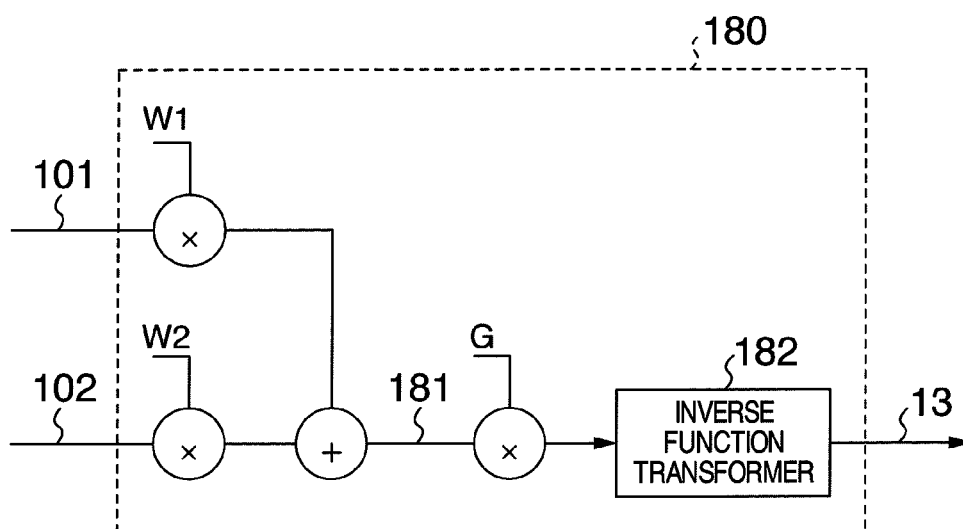 180
W1
101
×
W2
G
182
102
181
13
×
+
×
INVERSE
FUNCTION
TRANSFORMER